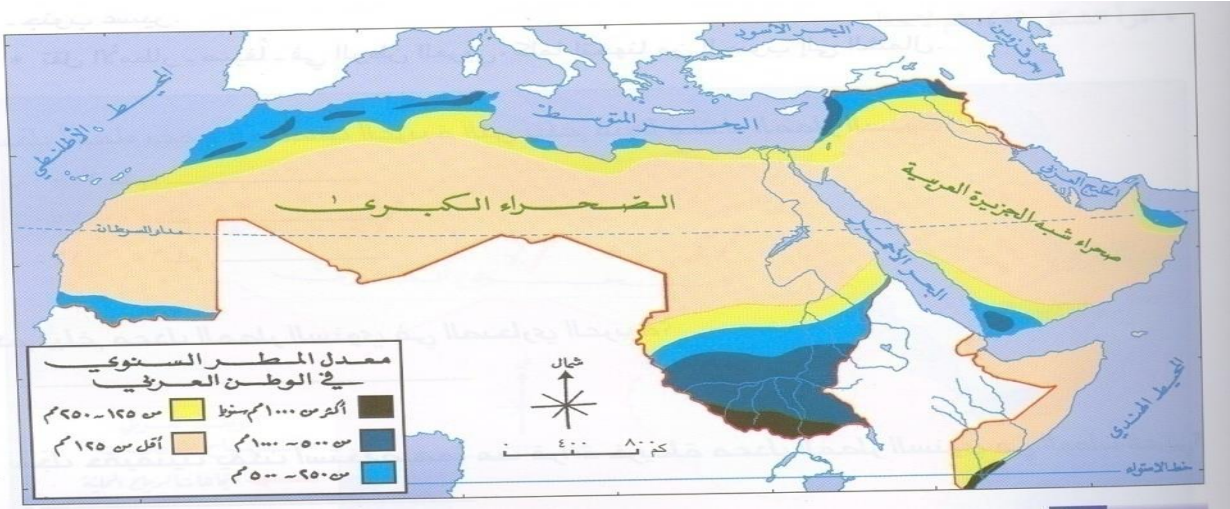 البحر الأسود
بحر قزوين
المحيط الأطلنطي
البحر المتوسط
الخليج العربي
الصحراء الكبرى
صحراء شبه الجزيرة العربية
مدار السرطان
البحر الأحمر
المحيط الهندي
خط الاستواء
معدل المطر السنوي
في الوطن العربي
أكثر من ١٠٠٠ مم سنويا
من ١٢٥ - ٢٥٠ مم
من ٥٠٠ - ١٠٠٠ مم
أقل من ١٢٥ مم
من ٢٥٠ - ٥٠٠ مم
شمال
٠ ٤٠٠ ٨٠٠ كم